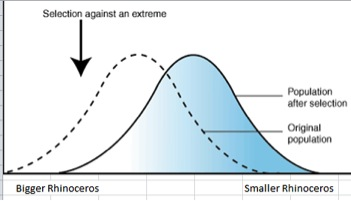 Selection against an extreme
Population
after selection
Original
population
Bigger Rhinoceros
Smaller Rhinoceros